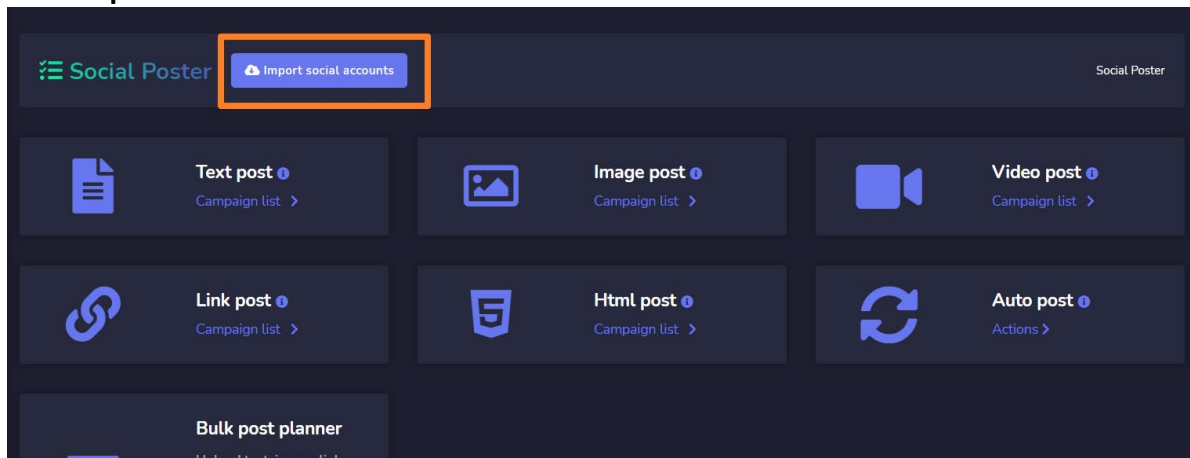 Social Poster
Import social accounts
Social Poster
Text post
Campaign list
Image post
Campaign list
Video post
Campaign list
Link post
Campaign list
Html post
Campaign list
Auto post
Actions
Bulk post planner